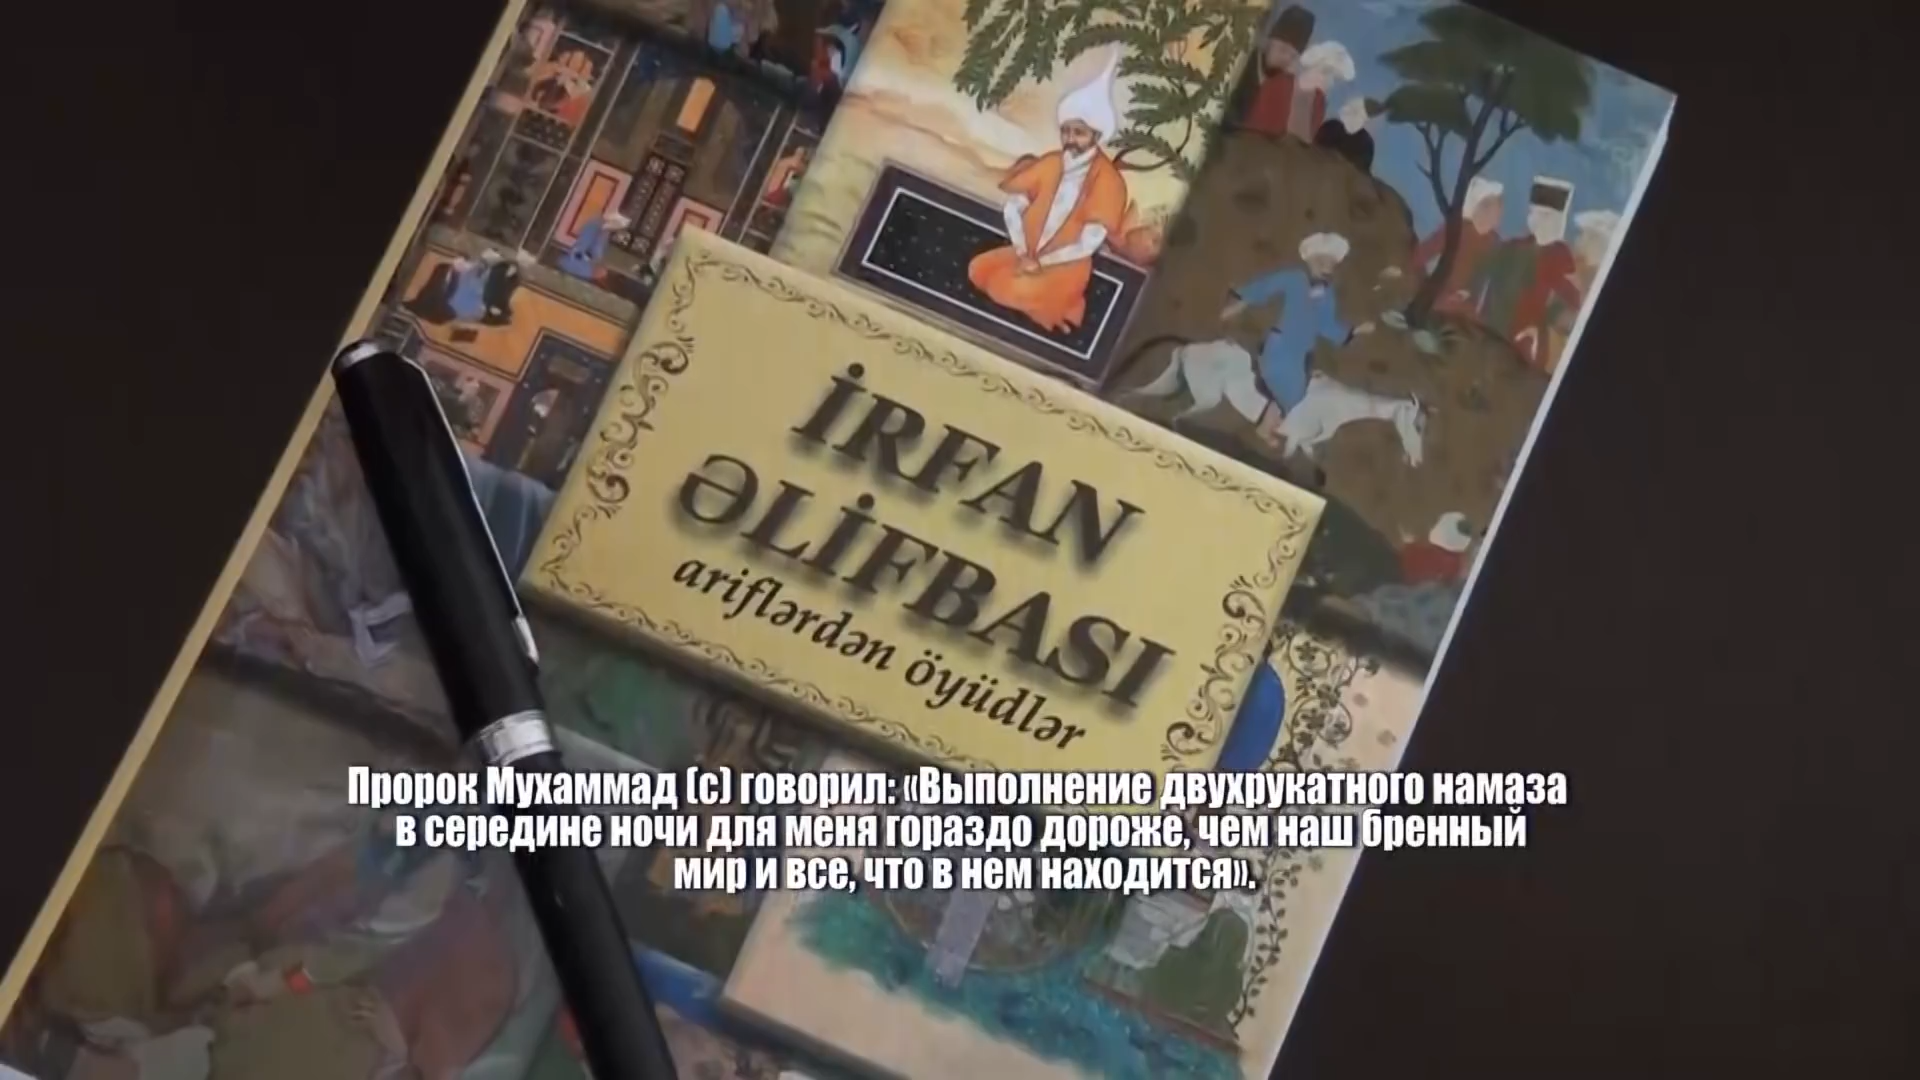 İRFAN
ƏLİFBASI
ariflərdən öyüdlər
Пророк Мухаммад (с) говорил: «Выполнение двухрукатного намаза
в середине ночи для меня гораздо дороже, чем наш бренный
мир и все, что в нем находится».